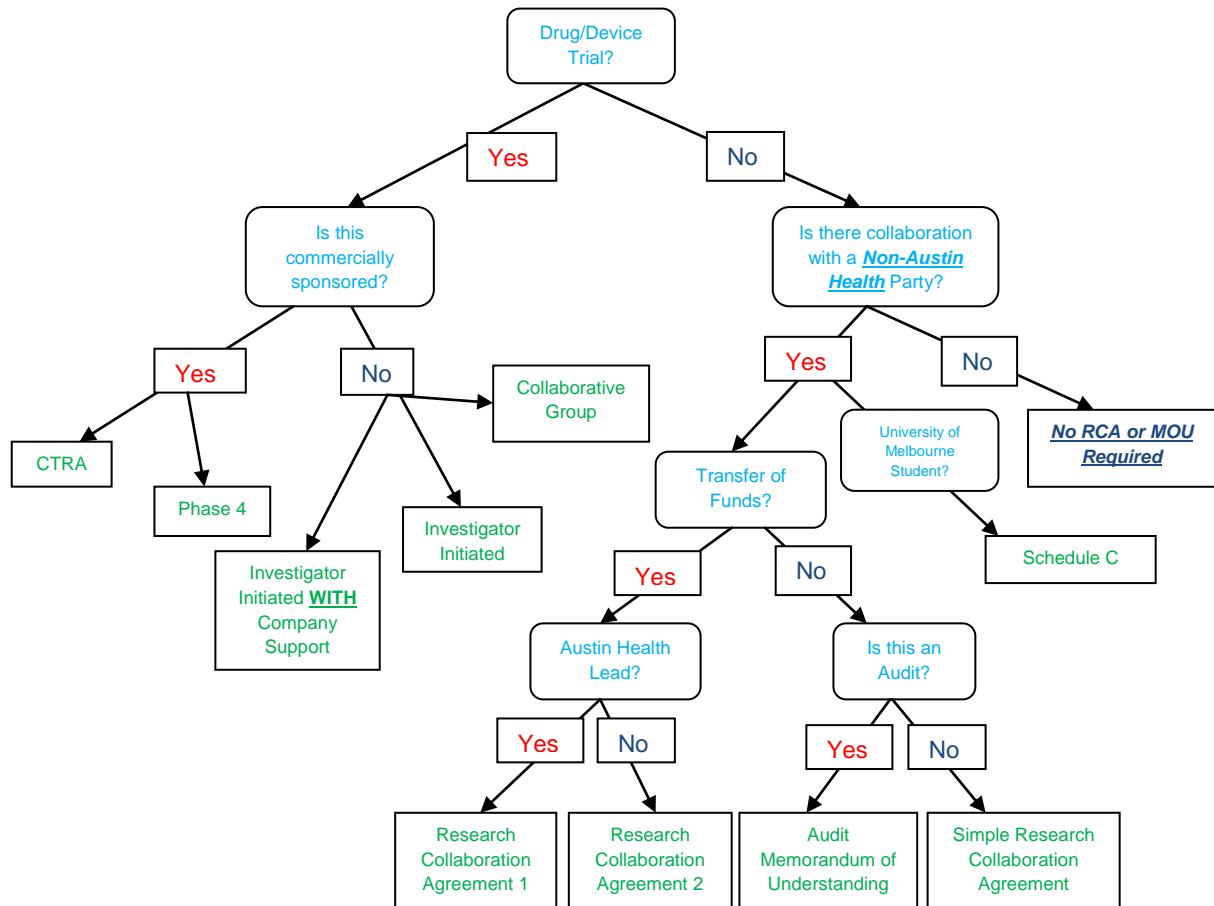 Drug/Device
Trial?
Yes
No
Is this
commercially
sponsored?
Is there collaboration
with a Non-Austin
Health Party?
Yes
No
Yes
No
Collaborative
Group
CTRA
Phase 4
Investigator
Initiated WITH
Company
Support
Investigator
Initiated
Transfer of
Funds?
University of
Melbourne
Student?
No RCA or MOU
Required
Yes
No
Schedule C
Austin Health
Lead?
Is this an
Audit?
Yes
No
Yes
No
Research
Collaboration
Agreement 1
Research
Collaboration
Agreement 2
Audit
Memorandum of
Understanding
Simple Research
Collaboration
Agreement